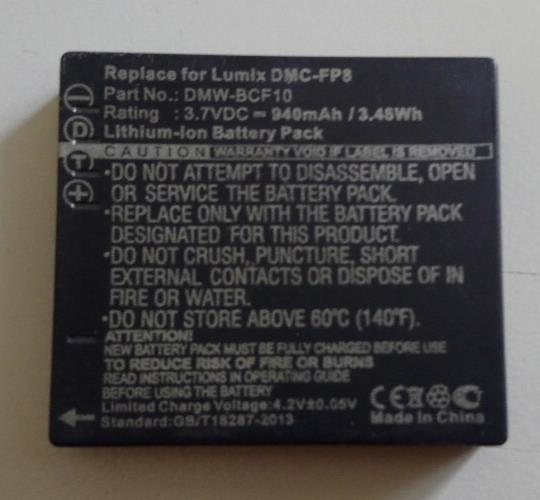 Replace for Lumix DMC-FP8
Part No.: DMW-BCF10
Rating : 3.7VDC ⎓ 940mAh / 3.48Wh
Lithium-Ion Battery Pack
CAUTION WARRANTY VOID IF LABEL IS REMOVED
•DO NOT ATTEMPT TO DISASSEMBLE, OPEN
OR SERVICE THE BATTERY PACK.
•REPLACE ONLY WITH THE BATTERY PACK
DESIGNATED FOR THIS PRODUCT.
•DO NOT CRUSH, PUNCTURE, SHORT
EXTERNAL CONTACTS OR DISPOSE OF IN
FIRE OR WATER.
•DO NOT STORE ABOVE 60°C (140°F).
ATTENTION!
NEW BATTERY PACK MUST BE FULLY CHARGED BEFORE USE
TO REDUCE RISK OF FIRE OR BURNS
READ INSTRUCTIONS IN DATED GUIDE
BEFORE USING THE BATTERY
Limited Charge Voltage:4.2V±0.05V
Standard:GB/T18287-2013
Made In China
− D T +
CE